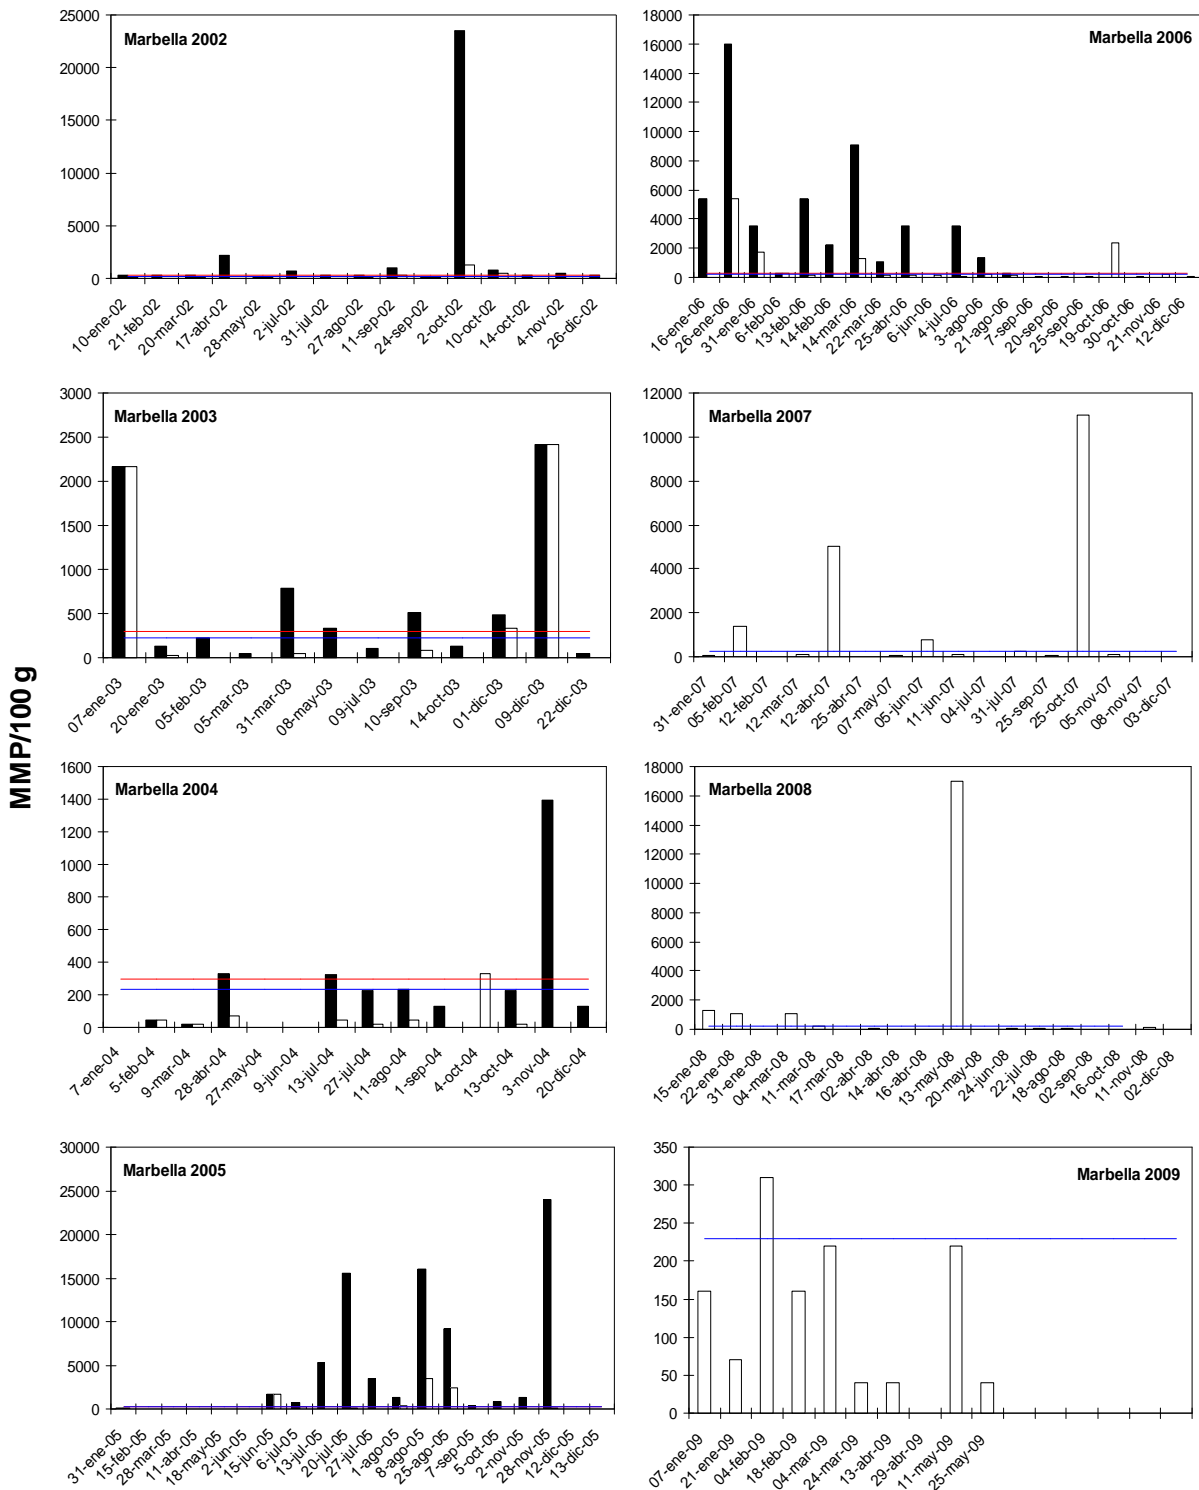 MMP/100 g
Marbella 2002
25000
20000
15000
10000
5000
0
10-ene-02
21-feb-02
20-mar-02
17-abr-02
28-may-02
2-jul-02
31-jul-02
27-ago-02
11-sep-02
24-sep-02
2-oct-02
10-oct-02
14-oct-02
4-nov-02
26-dic-02
Marbella 2006
18000
16000
14000
12000
10000
8000
6000
4000
2000
0
16-ene-06
26-ene-06
31-ene-06
6-feb-06
13-feb-06
14-feb-06
14-mar-06
22-mar-06
25-abr-06
6-jun-06
4-jul-06
3-ago-06
21-ago-06
7-sep-06
20-sep-06
25-sep-06
19-oct-06
30-oct-06
21-nov-06
12-dic-06
Marbella 2003
3000
2500
2000
1500
1000
500
0
07-ene-03
20-ene-03
05-feb-03
05-mar-03
31-mar-03
08-may-03
09-jul-03
10-sep-03
14-oct-03
01-dic-03
09-dic-03
22-dic-03
Marbella 2007
12000
10000
8000
6000
4000
2000
0
31-ene-07
05-feb-07
12-feb-07
12-mar-07
12-abr-07
25-abr-07
07-may-07
05-jun-07
11-jun-07
04-jul-07
31-jul-07
25-sep-07
25-oct-07
05-nov-07
08-nov-07
03-dic-07
Marbella 2004
1600
1400
1200
1000
800
600
400
200
0
7-ene-04
5-feb-04
9-mar-04
28-abr-04
27-may-04
9-jun-04
13-jul-04
27-jul-04
11-ago-04
1-sep-04
4-oct-04
13-oct-04
3-nov-04
20-dic-04
Marbella 2008
18000
16000
14000
12000
10000
8000
6000
4000
2000
0
15-ene-08
22-ene-08
31-ene-08
04-mar-08
11-mar-08
17-mar-08
02-abr-08
14-abr-08
16-abr-08
13-may-08
20-may-08
24-jun-08
22-jul-08
18-ago-08
02-sep-08
16-oct-08
11-nov-08
02-dic-08
Marbella 2005
30000
25000
20000
15000
10000
5000
0
31-ene-05
15-feb-05
28-mar-05
11-abr-05
18-may-05
2-jun-05
15-jun-05
6-jul-05
13-jul-05
20-jul-05
27-jul-05
1-ago-05
8-ago-05
25-ago-05
7-sep-05
5-oct-05
2-nov-05
28-nov-05
12-dic-05
13-dic-05
Marbella 2009
350
300
250
200
150
100
50
0
07-ene-09
21-ene-09
04-feb-09
18-feb-09
04-mar-09
24-mar-09
13-abr-09
29-abr-09
11-may-09
25-may-09